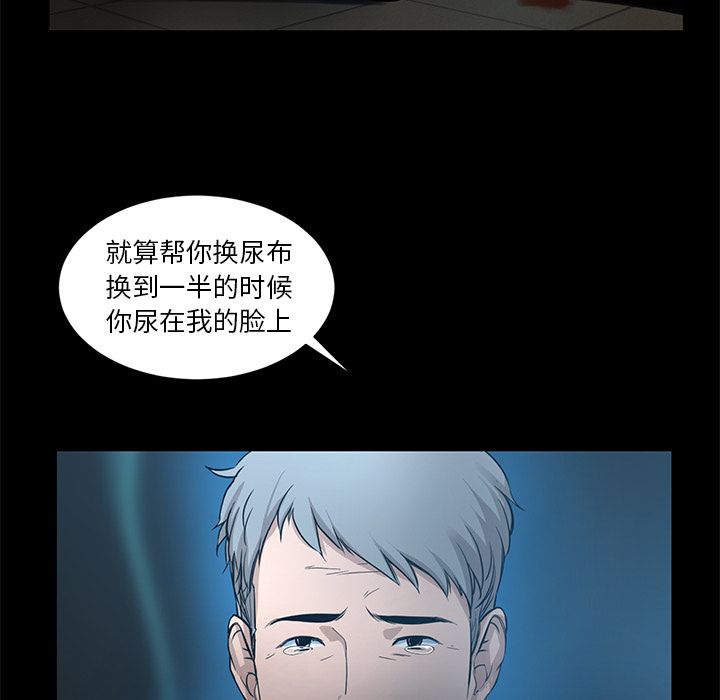 就算帮你换尿布
换到一半的时候
你尿在我的脸上